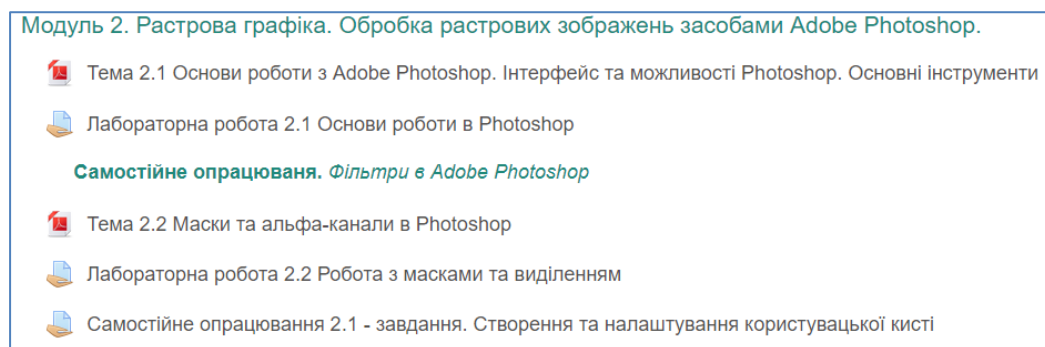 Модуль 2. Растрова графіка. Обробка растрових зображень засобами Adobe Photoshop.
Тема 2.1 Основи роботи з Adobe Photoshop. Інтерфейс та можливості Photoshop. Основні інструменти
Лабораторна робота 2.1 Основи роботи в Photoshop
Самостійне опрацюваня. Фільтри в Adobe Photoshop
Тема 2.2 Маски та альфа-канали в Photoshop
Лабораторна робота 2.2 Робота з масками та виділенням
Самостійне опрацювання 2.1 - завдання. Створення та налаштування користувацької кисті